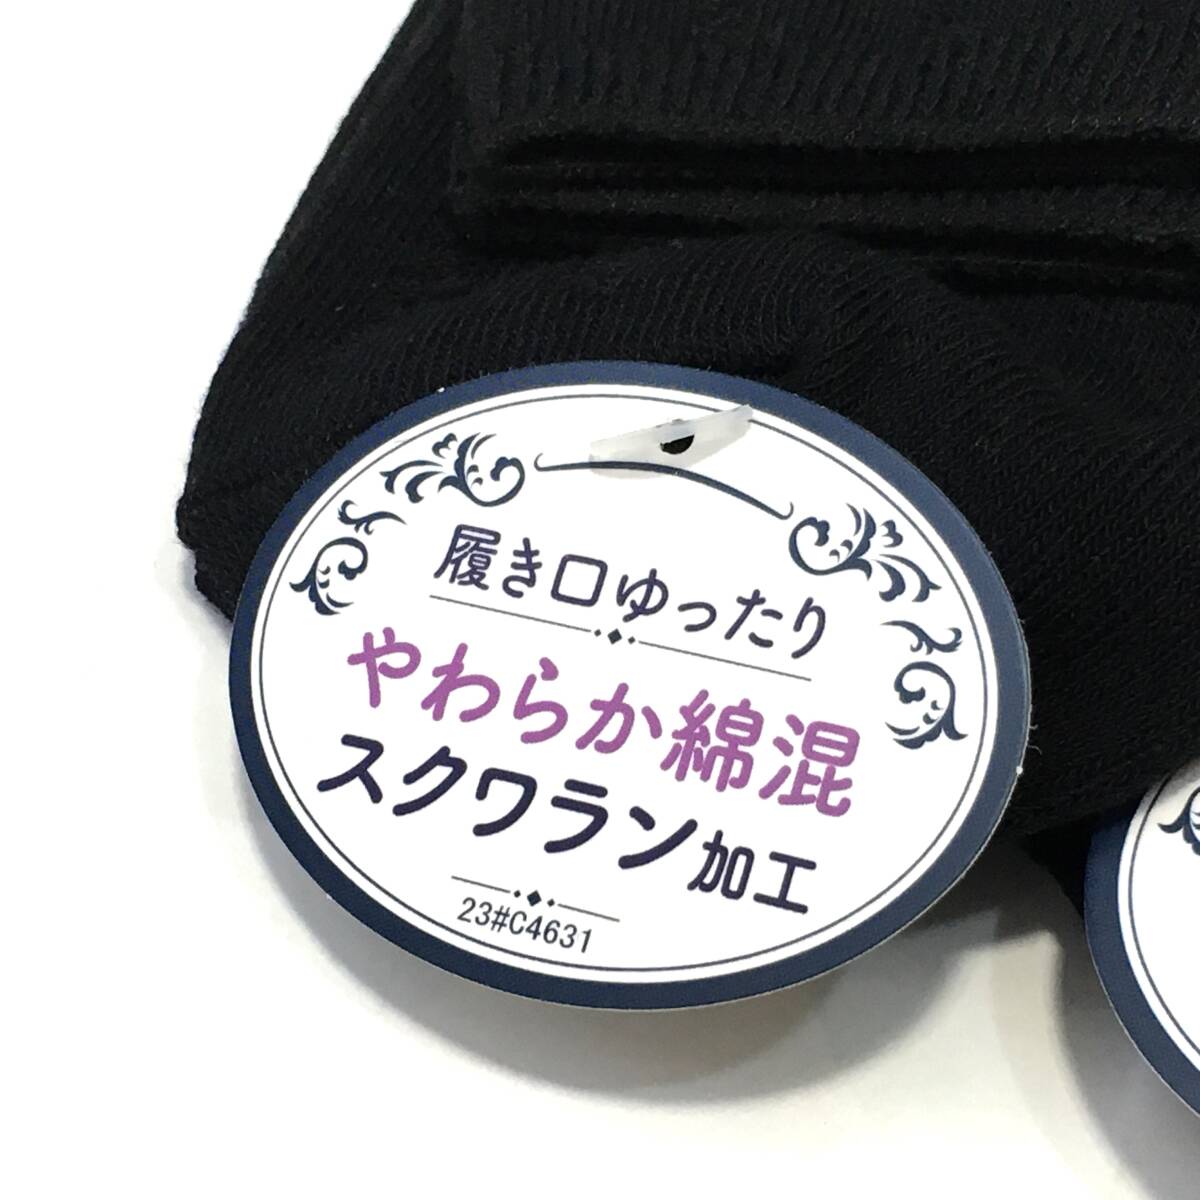 履き口ゆったり
やわらか綿混
スクワラン加工
23#C4631